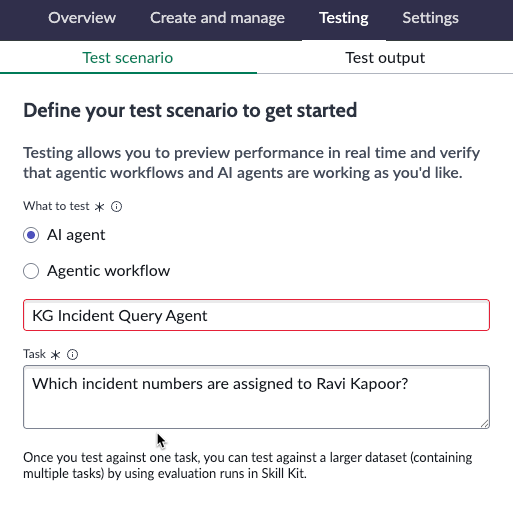 Overview Create and manage Testing Settings
Test scenario Test output
Define your test scenario to get started
Testing allows you to preview performance in real time and verify
that agentic workflows and AI agents are working as you'd like.
What to test *
AI agent
Agentic workflow
KG Incident Query Agent
Task *
Which incident numbers are assigned to Ravi Kapoor?
Once you test against one task, you can test against a larger dataset (containing
multiple tasks) by using evaluation runs in Skill Kit.